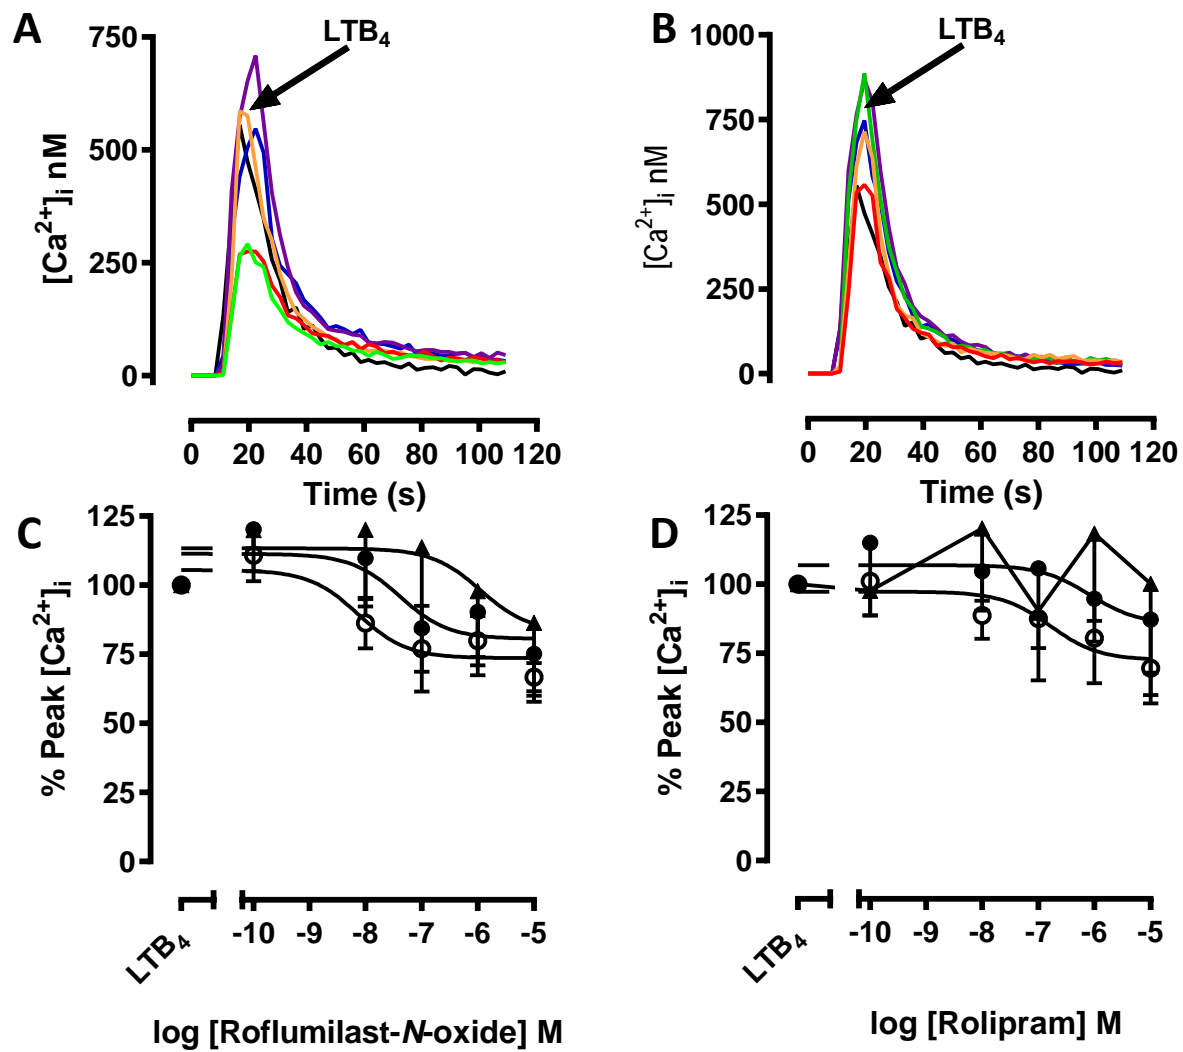 A
LTB₄
750
500
250
0
[Ca²⁺]ᵢ nM
0 20 40 60 80 100 120
Time (s)
B
LTB₄
1000
750
500
250
0
[Ca²⁺]ᵢ nM
0 20 40 60 80 100 120
Time (s)
C
125
100
75
50
25
0
% Peak [Ca²⁺]ᵢ
LTB₄ -10 -9 -8 -7 -6 -5
log [Roflumilast-N-oxide] M
D
125
100
75
50
25
0
% Peak [Ca²⁺]ᵢ
LTB₄ -10 -9 -8 -7 -6 -5
log [Rolipram] M